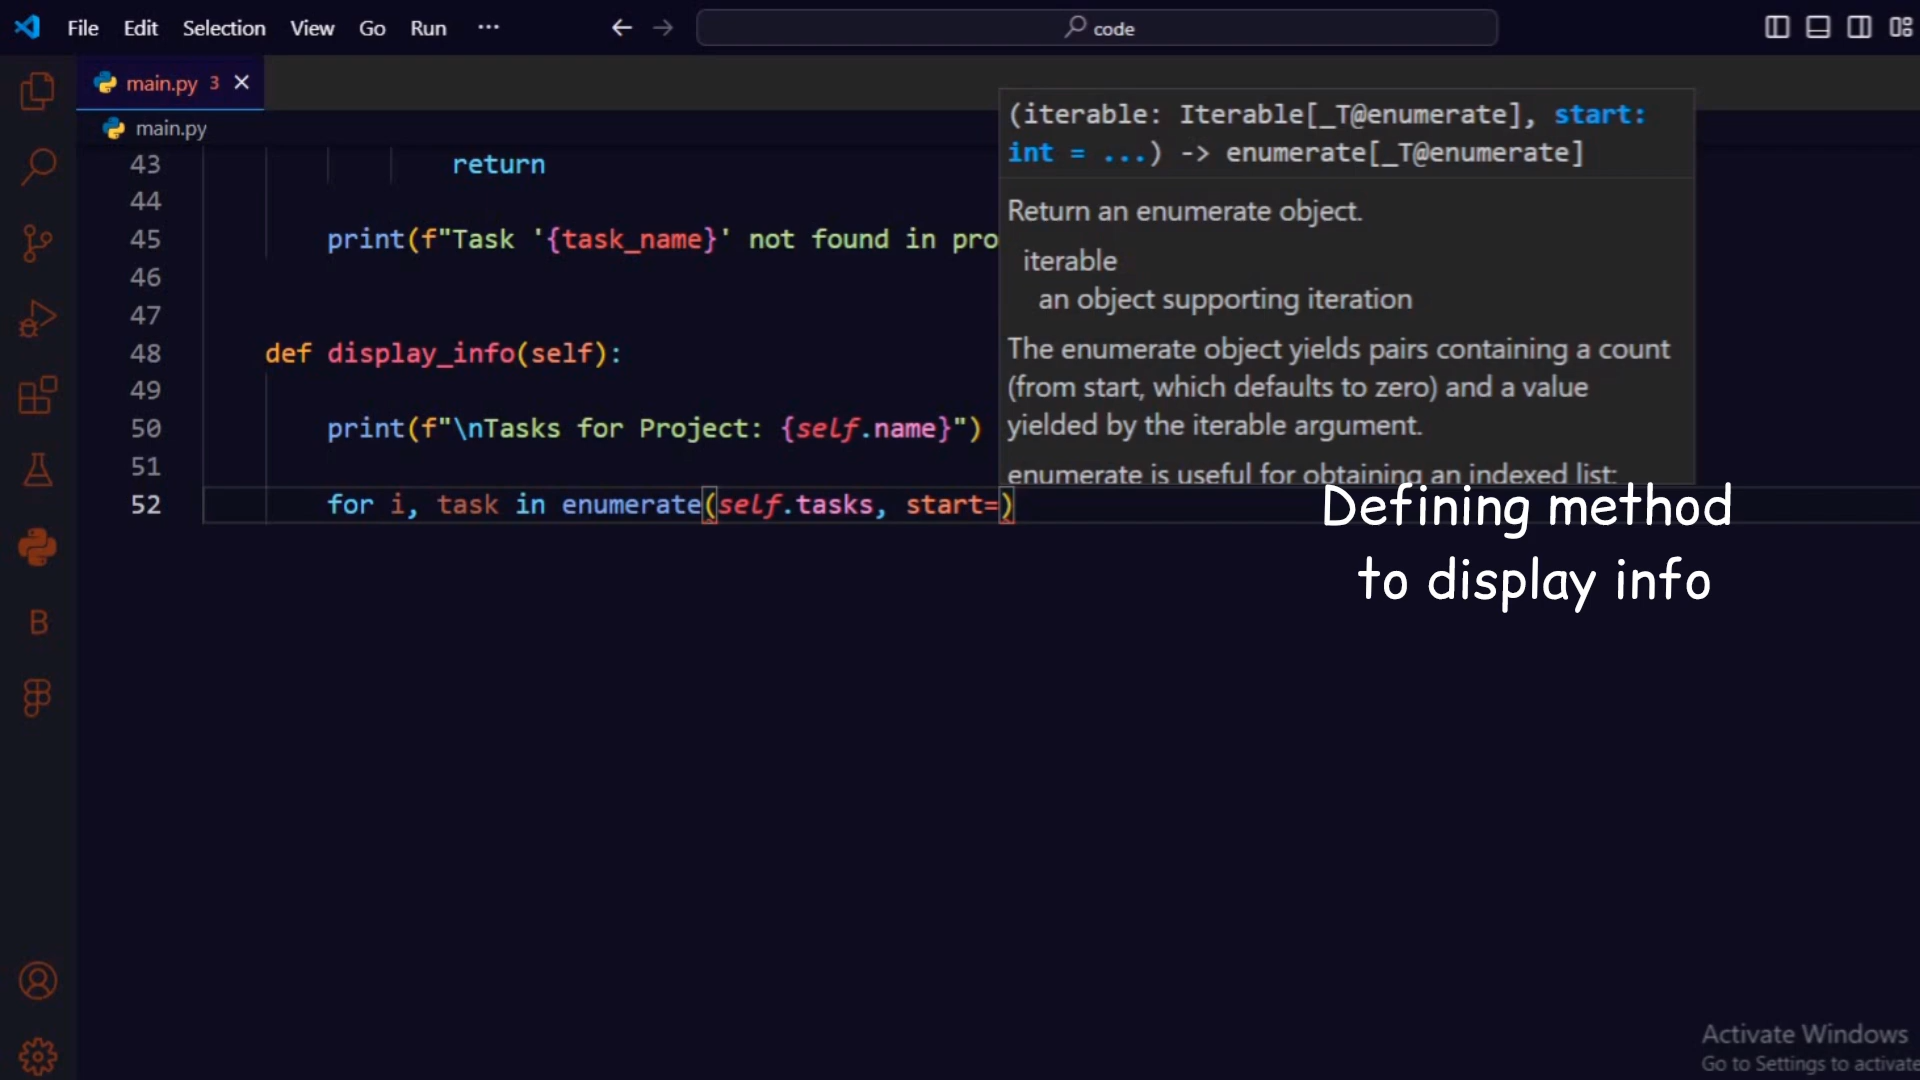 File Edit Selection View Go Run ···
code
main.py 3
main.py
43 return
44
45 print(f"Task '{task_name}' not found in pro
46
47
48 def display_info(self):
49
50 print(f"\nTasks for Project: {self.name}")
51
52 for i, task in enumerate(self.tasks, start=)
(iterable: Iterable[_T@enumerate], start:
int = ...) -> enumerate[_T@enumerate]
Return an enumerate object.
iterable
an object supporting iteration
The enumerate object yields pairs containing a count
(from start, which defaults to zero) and a value
yielded by the iterable argument.
enumerate is useful for obtaining an indexed list:
Defining method
to display info
B
Activate Windows
Go to Settings to activate